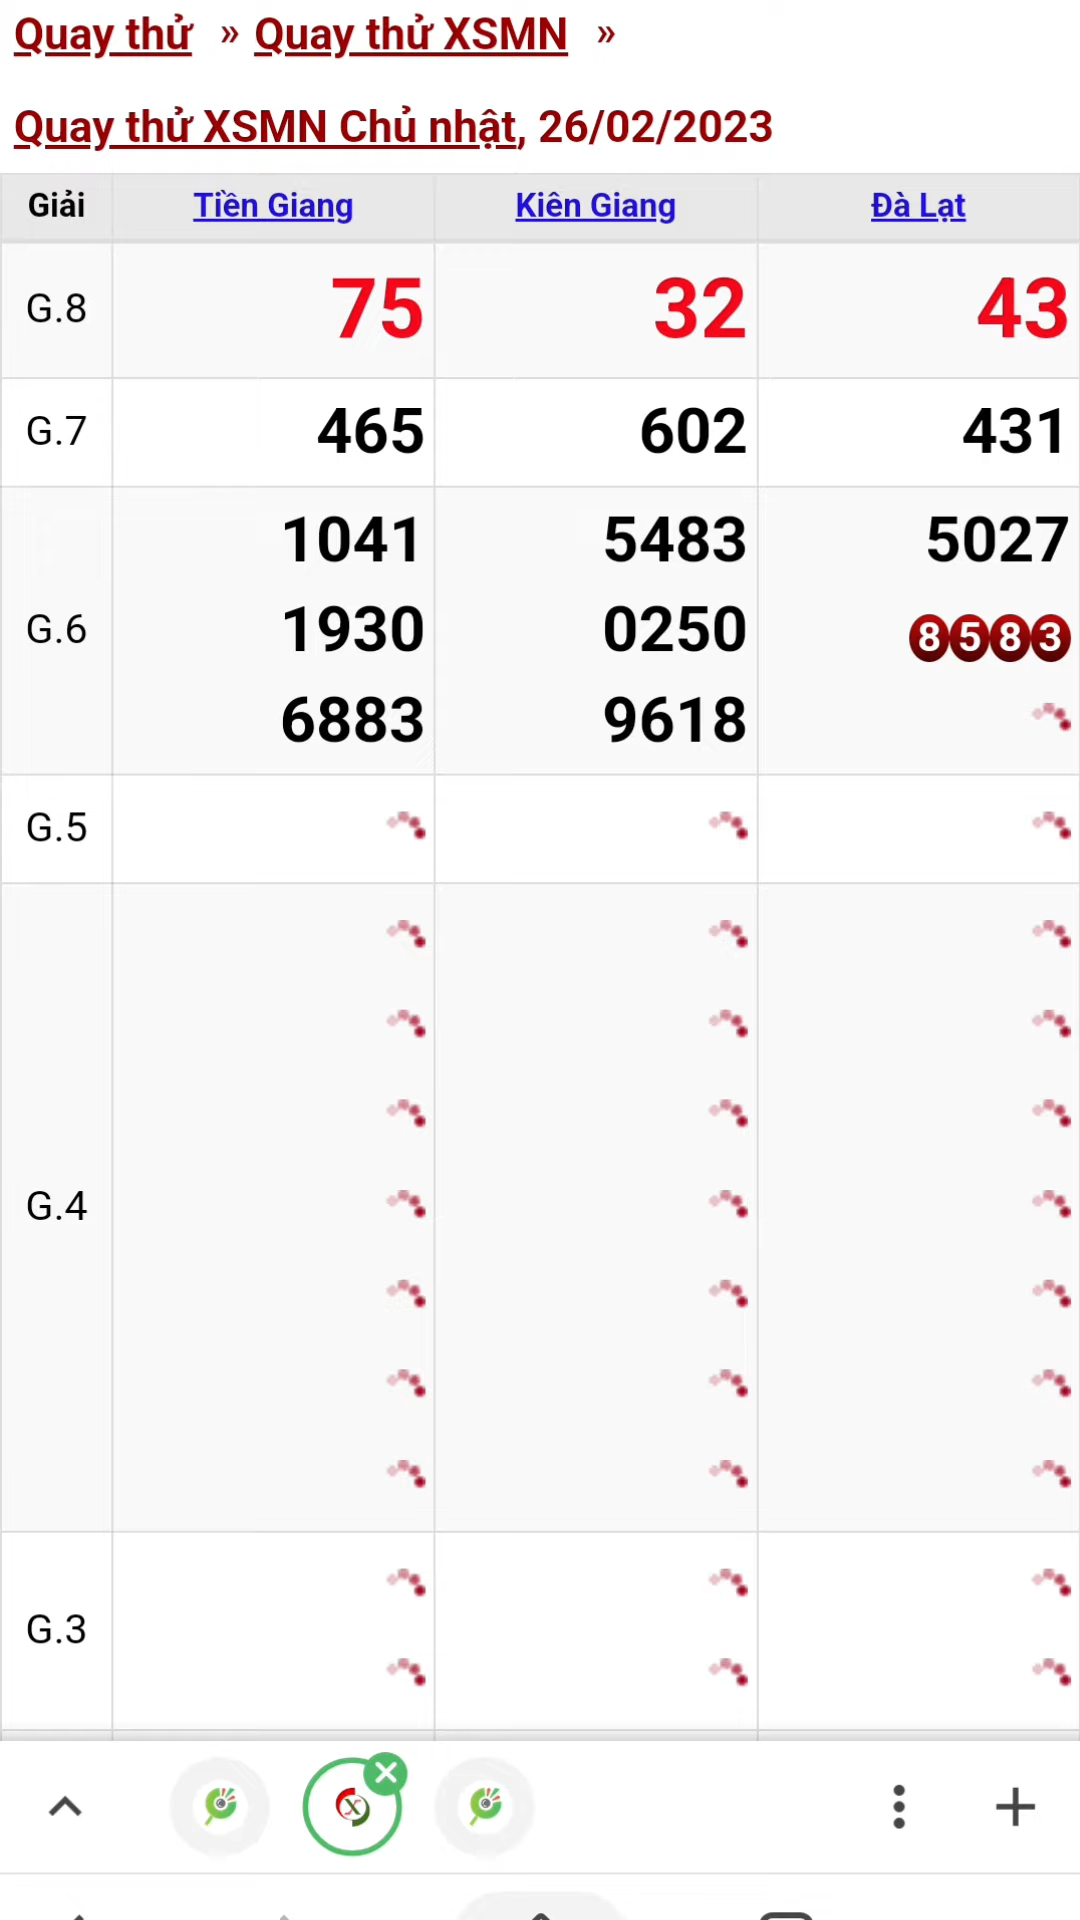 Quay thử » Quay thử XSMN »
Quay thử XSMN Chủ nhật, 26/02/2023
Giải Tiền Giang Kiên Giang Đà Lạt
G.8 75 32 43
G.7 465 602 431
1041 5483 5027
G.6 1930 0250 8583
6883 9618
G.5
G.4
G.3